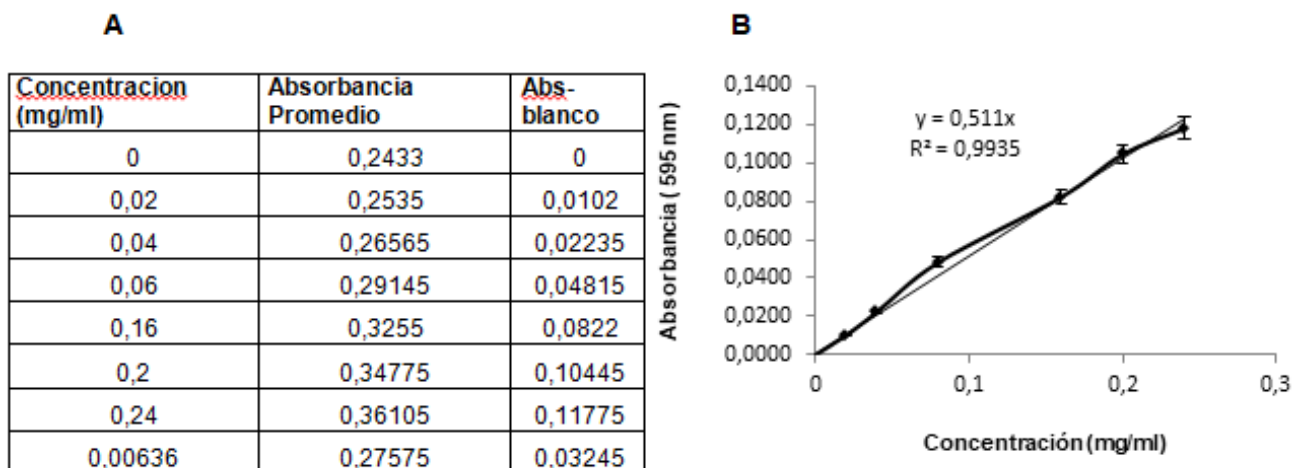 A
Concentracion (mg/ml) Absorbancia Promedio Abs-blanco
0 0,2433 0
0,02 0,2535 0,0102
0,04 0,26565 0,02235
0,06 0,29145 0,04815
0,16 0,3255 0,0822
0,2 0,34775 0,10445
0,24 0,36105 0,11775
0,00636 0,27575 0,03245
B
Absorbancia ( 595 nm )
0,1400
0,1200
0,1000
0,0800
0,0600
0,0400
0,0200
0,0000
y = 0,511x
R² = 0,9935
0 0,1 0,2 0,3
Concentración (mg/ml)